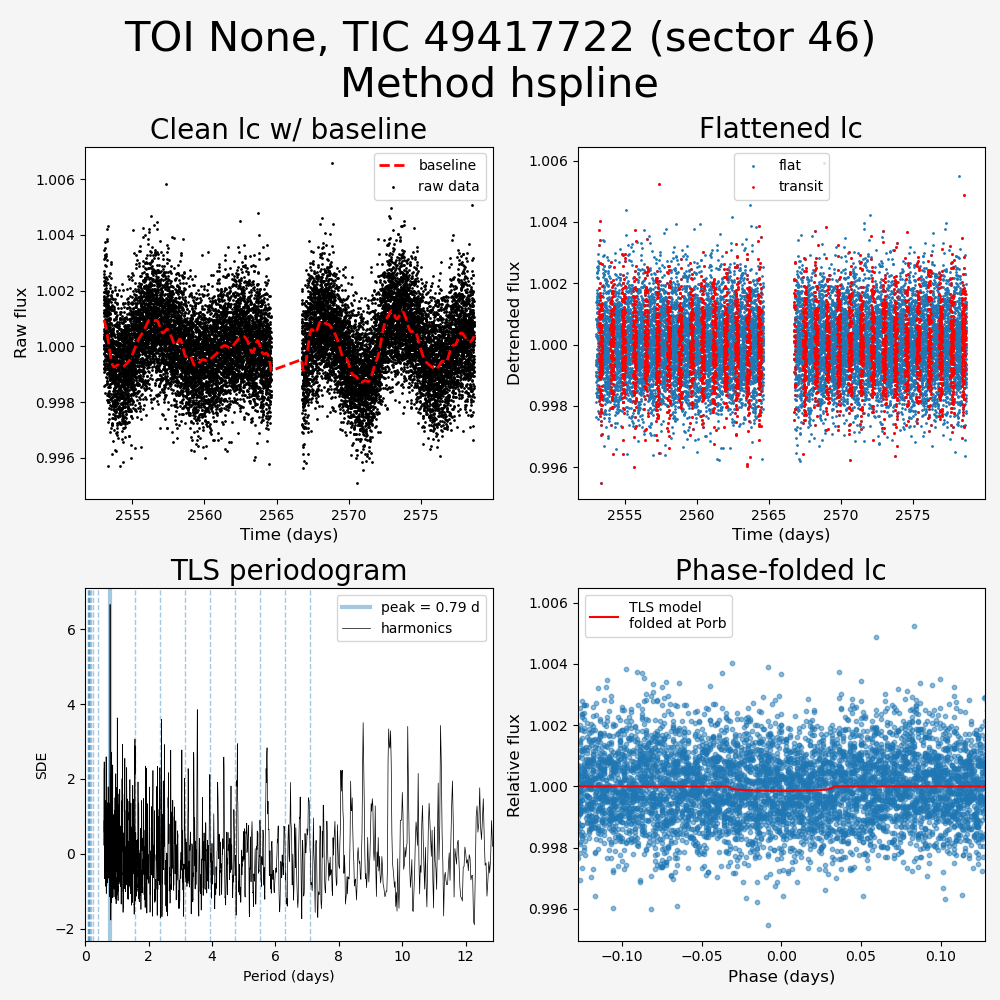 TOI None, TIC 49417722 (sector 46)
Method hspline
Clean lc w/ baseline
Flattened lc
baseline
raw data
flat
transit
Raw flux
1.006
1.004
1.002
1.000
0.998
0.996
2555
2560
2565
2570
2575
Time (days)
Detrended flux
1.006
1.004
1.002
1.000
0.998
0.996
2555
2560
2565
2570
2575
Time (days)
TLS periodogram
Phase-folded lc
peak = 0.79 d
harmonics
TLS model
folded at Porb
SDE
6
4
2
0
−2
0
2
4
6
8
10
12
Period (days)
Relative flux
1.006
1.004
1.002
1.000
0.998
0.996
−0.10
−0.05
0.00
0.05
0.10
Phase (days)